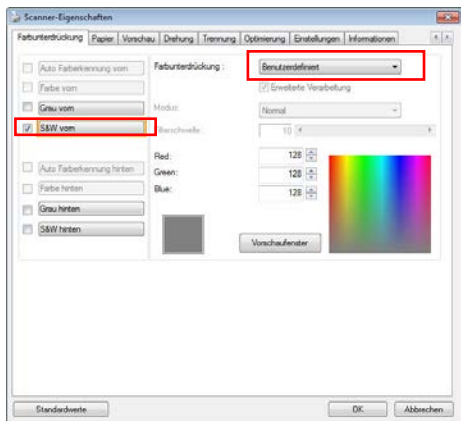 Scanner-Eigenschaften
Farbunterdrückung Papier Vorschau Drehung Trennung Optimierung Einstellungen Informationen
Auto Farberkennung vorn
Farbe vorn
Grau vorn
S&W vorn
Auto Farberkennung hinten
Farbe hinten
Grau hinten
S&W hinten
Farbunterdrückung : Benutzerdefiniert
Erweiterte Verarbeitung
Modus: Normal
Filterschwelle: 10
Red: 128
Green: 128
Blue: 128
Vorschaufenster
Standardwerte OK Abbrechen